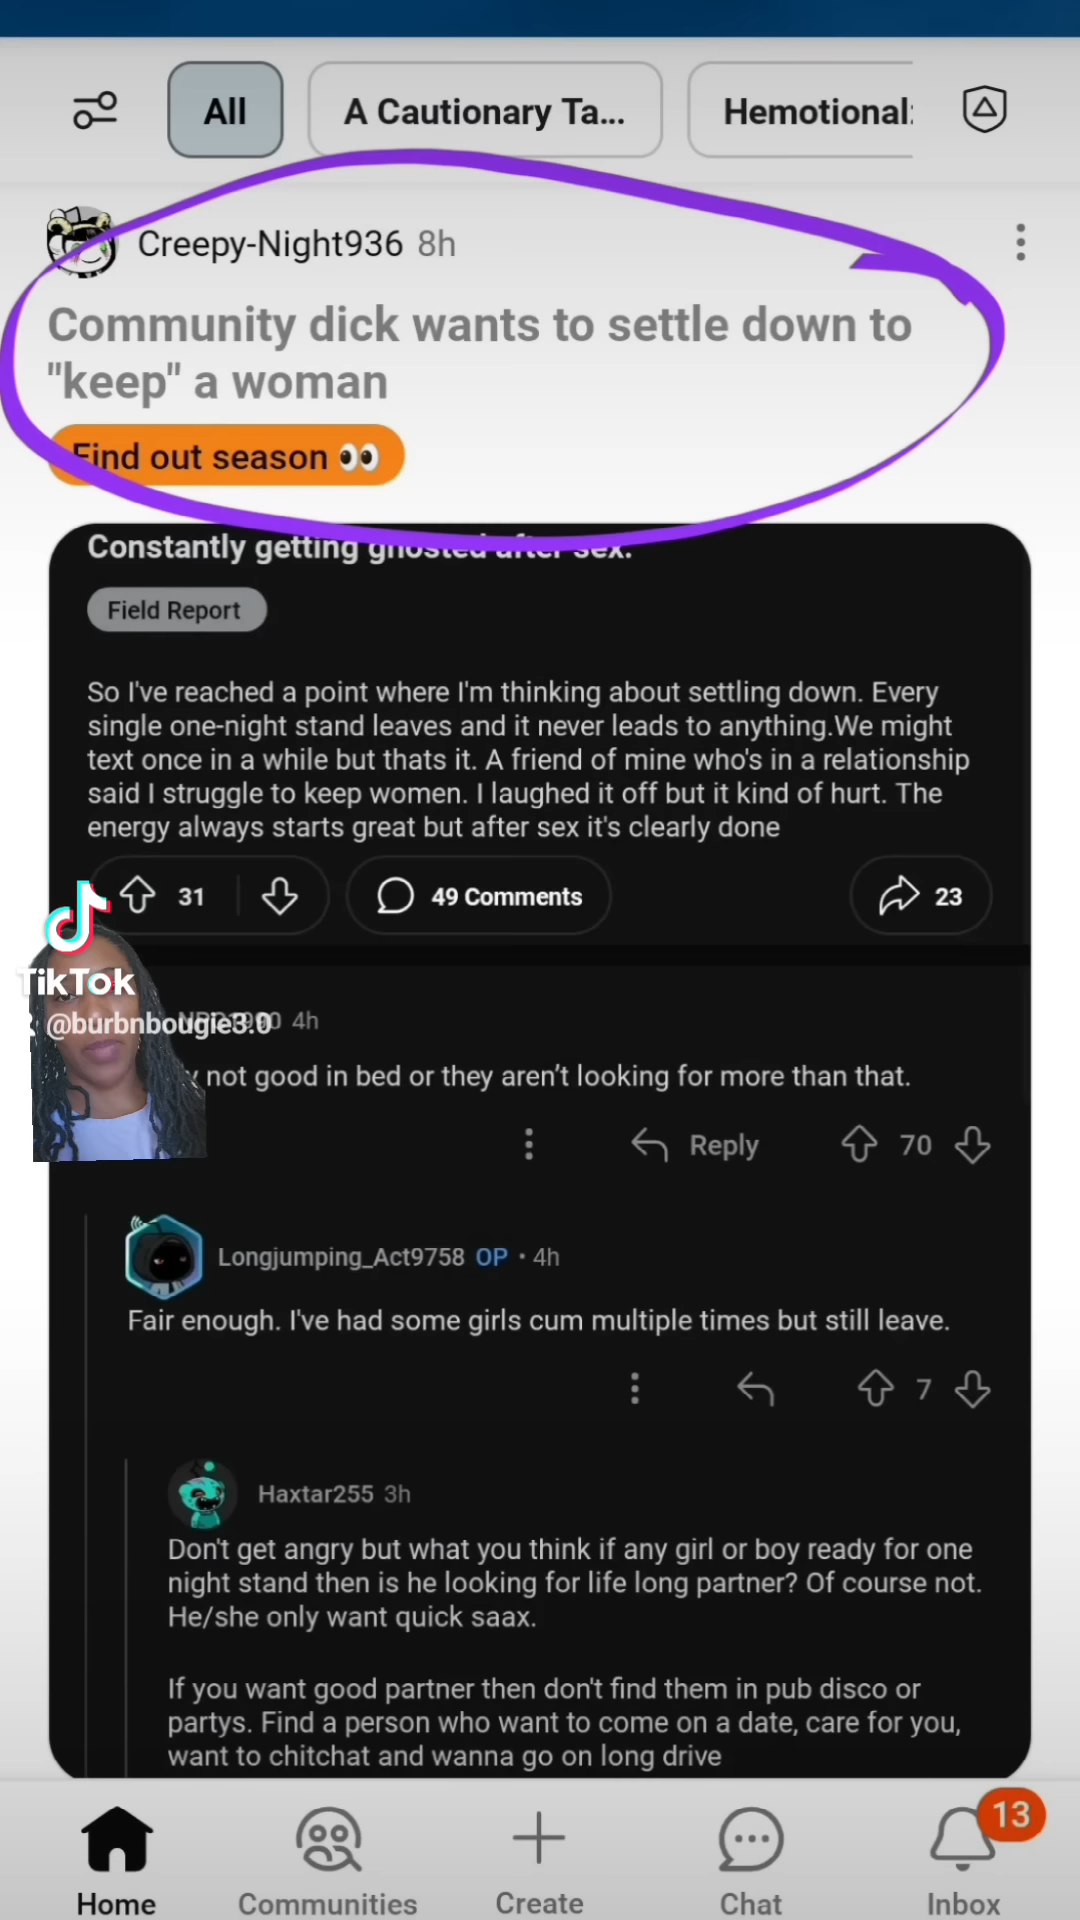 All
A Cautionary Ta...
Hemotional:
Creepy-Night936 8h
Community dick wants to settle down to
"keep" a woman
Find out season 👀
Constantly getting ghosted after sex.
Field Report
So I've reached a point where I'm thinking about settling down. Every
single one-night stand leaves and it never leads to anything.We might
text once in a while but thats it. A friend of mine who's in a relationship
said I struggle to keep women. I laughed it off but it kind of hurt. The
energy always starts great but after sex it's clearly done
31
49 Comments
23
TikTok
@burbnbougie3.0
4h
not good in bed or they aren't looking for more than that.
Reply
70
Longjumping_Act9758 OP • 4h
Fair enough. I've had some girls cum multiple times but still leave.
7
Haxtar255 3h
Don't get angry but what you think if any girl or boy ready for one
night stand then is he looking for life long partner? Of course not.
He/she only want quick saax.
If you want good partner then don't find them in pub disco or
partys. Find a person who want to come on a date, care for you,
want to chitchat and wanna go on long drive
13
Home
Communities
Create
Chat
Inbox